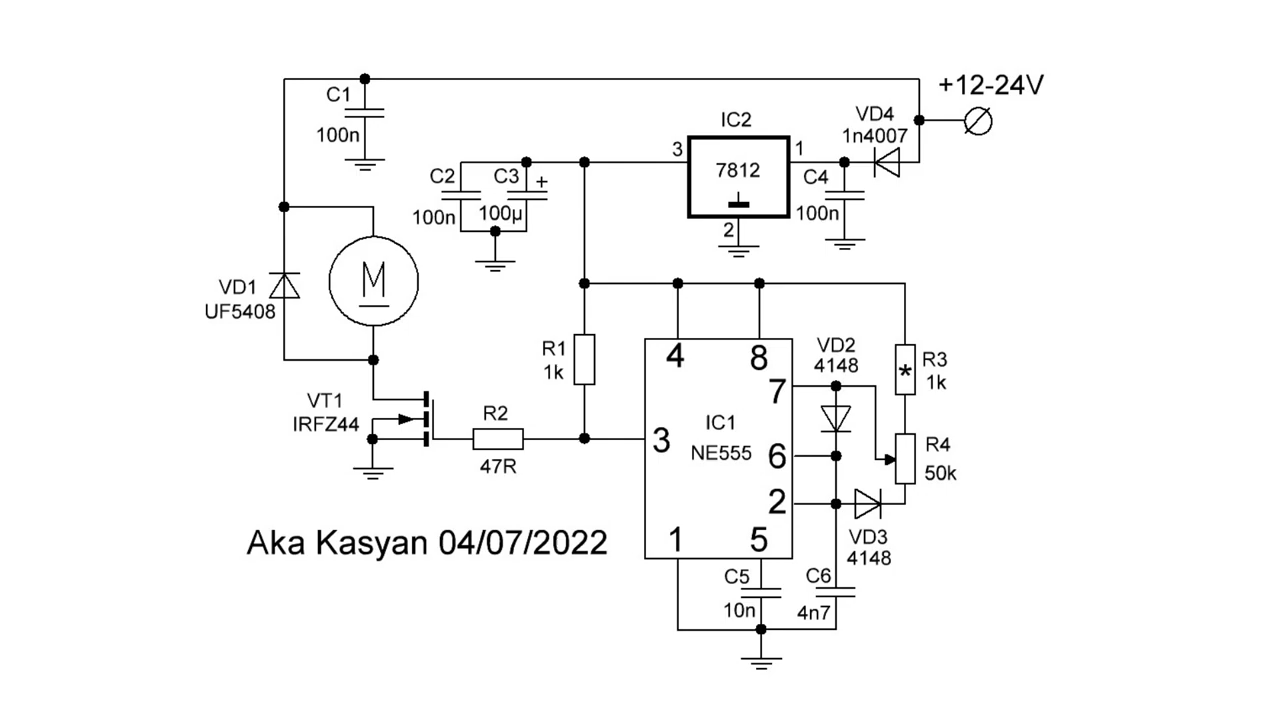 +12-24V
C1
100n
IC2
VD4
1n4007
3
1
7812
C2
C3
+
C4
100n
100µ
100n
2
M
VD1
UF5408
R1
1k
4
8
VD2
4148
R3
*
1k
7
VT1
IRFZ44
R2
IC1
NE555
3
6
R4
50k
47R
2
Aka Kasyan 04/07/2022
1
5
VD3
4148
C5
10n
C6
4n7